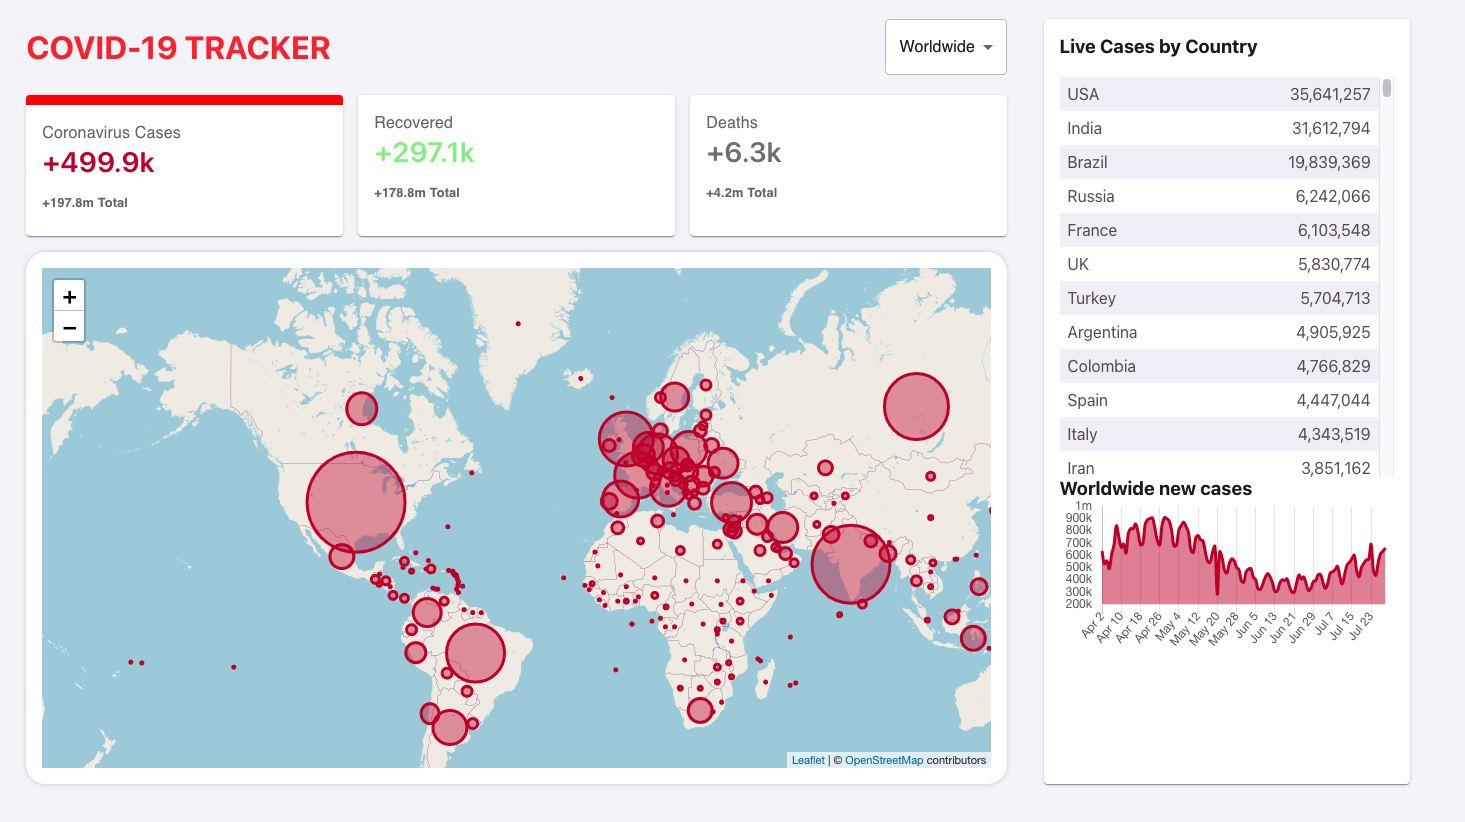 COVID-19 TRACKER
Worldwide
Coronavirus Cases
+499.9k
+197.8m Total
Recovered
+297.1k
+178.8m Total
Deaths
+6.3k
+4.2m Total
+
−
Leaflet | © OpenStreetMap contributors
Live Cases by Country
USA 35,641,257
India 31,612,794
Brazil 19,839,369
Russia 6,242,066
France 6,103,548
UK 5,830,774
Turkey 5,704,713
Argentina 4,905,925
Colombia 4,766,829
Spain 4,447,044
Italy 4,343,519
Iran 3,851,162
Worldwide new cases
1m
900k
800k
700k
600k
500k
400k
300k
200k
Apr 2
Apr 10
Apr 18
Apr 26
May 4
May 12
May 20
May 28
Jun 5
Jun 13
Jun 21
Jun 29
Jul 7
Jul 15
Jul 23